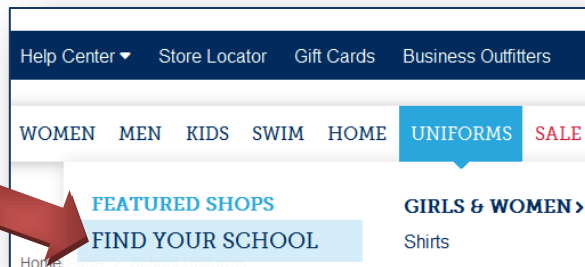 Help Center Store Locator Gift Cards Business Outfitters
WOMEN MEN KIDS SWIM HOME UNIFORMS SALE
FEATURED SHOPS GIRLS & WOMEN >
FIND YOUR SCHOOL Shirts
Home